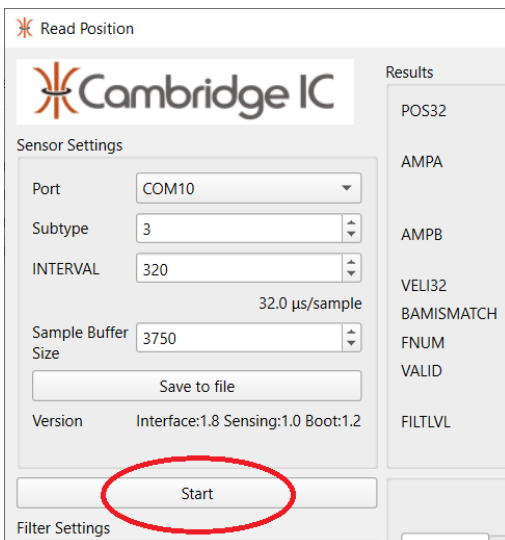 Read Position
Cambridge IC
Sensor Settings
Port COM10
Subtype 3
INTERVAL 320
32.0 µs/sample
Sample Buffer Size 3750
Save to file
Version Interface:1.8 Sensing:1.0 Boot:1.2
Start
Filter Settings
Results
POS32
AMPA
AMPB
VELI32
BAMISMATCH
FNUM
VALID
FILTLVL